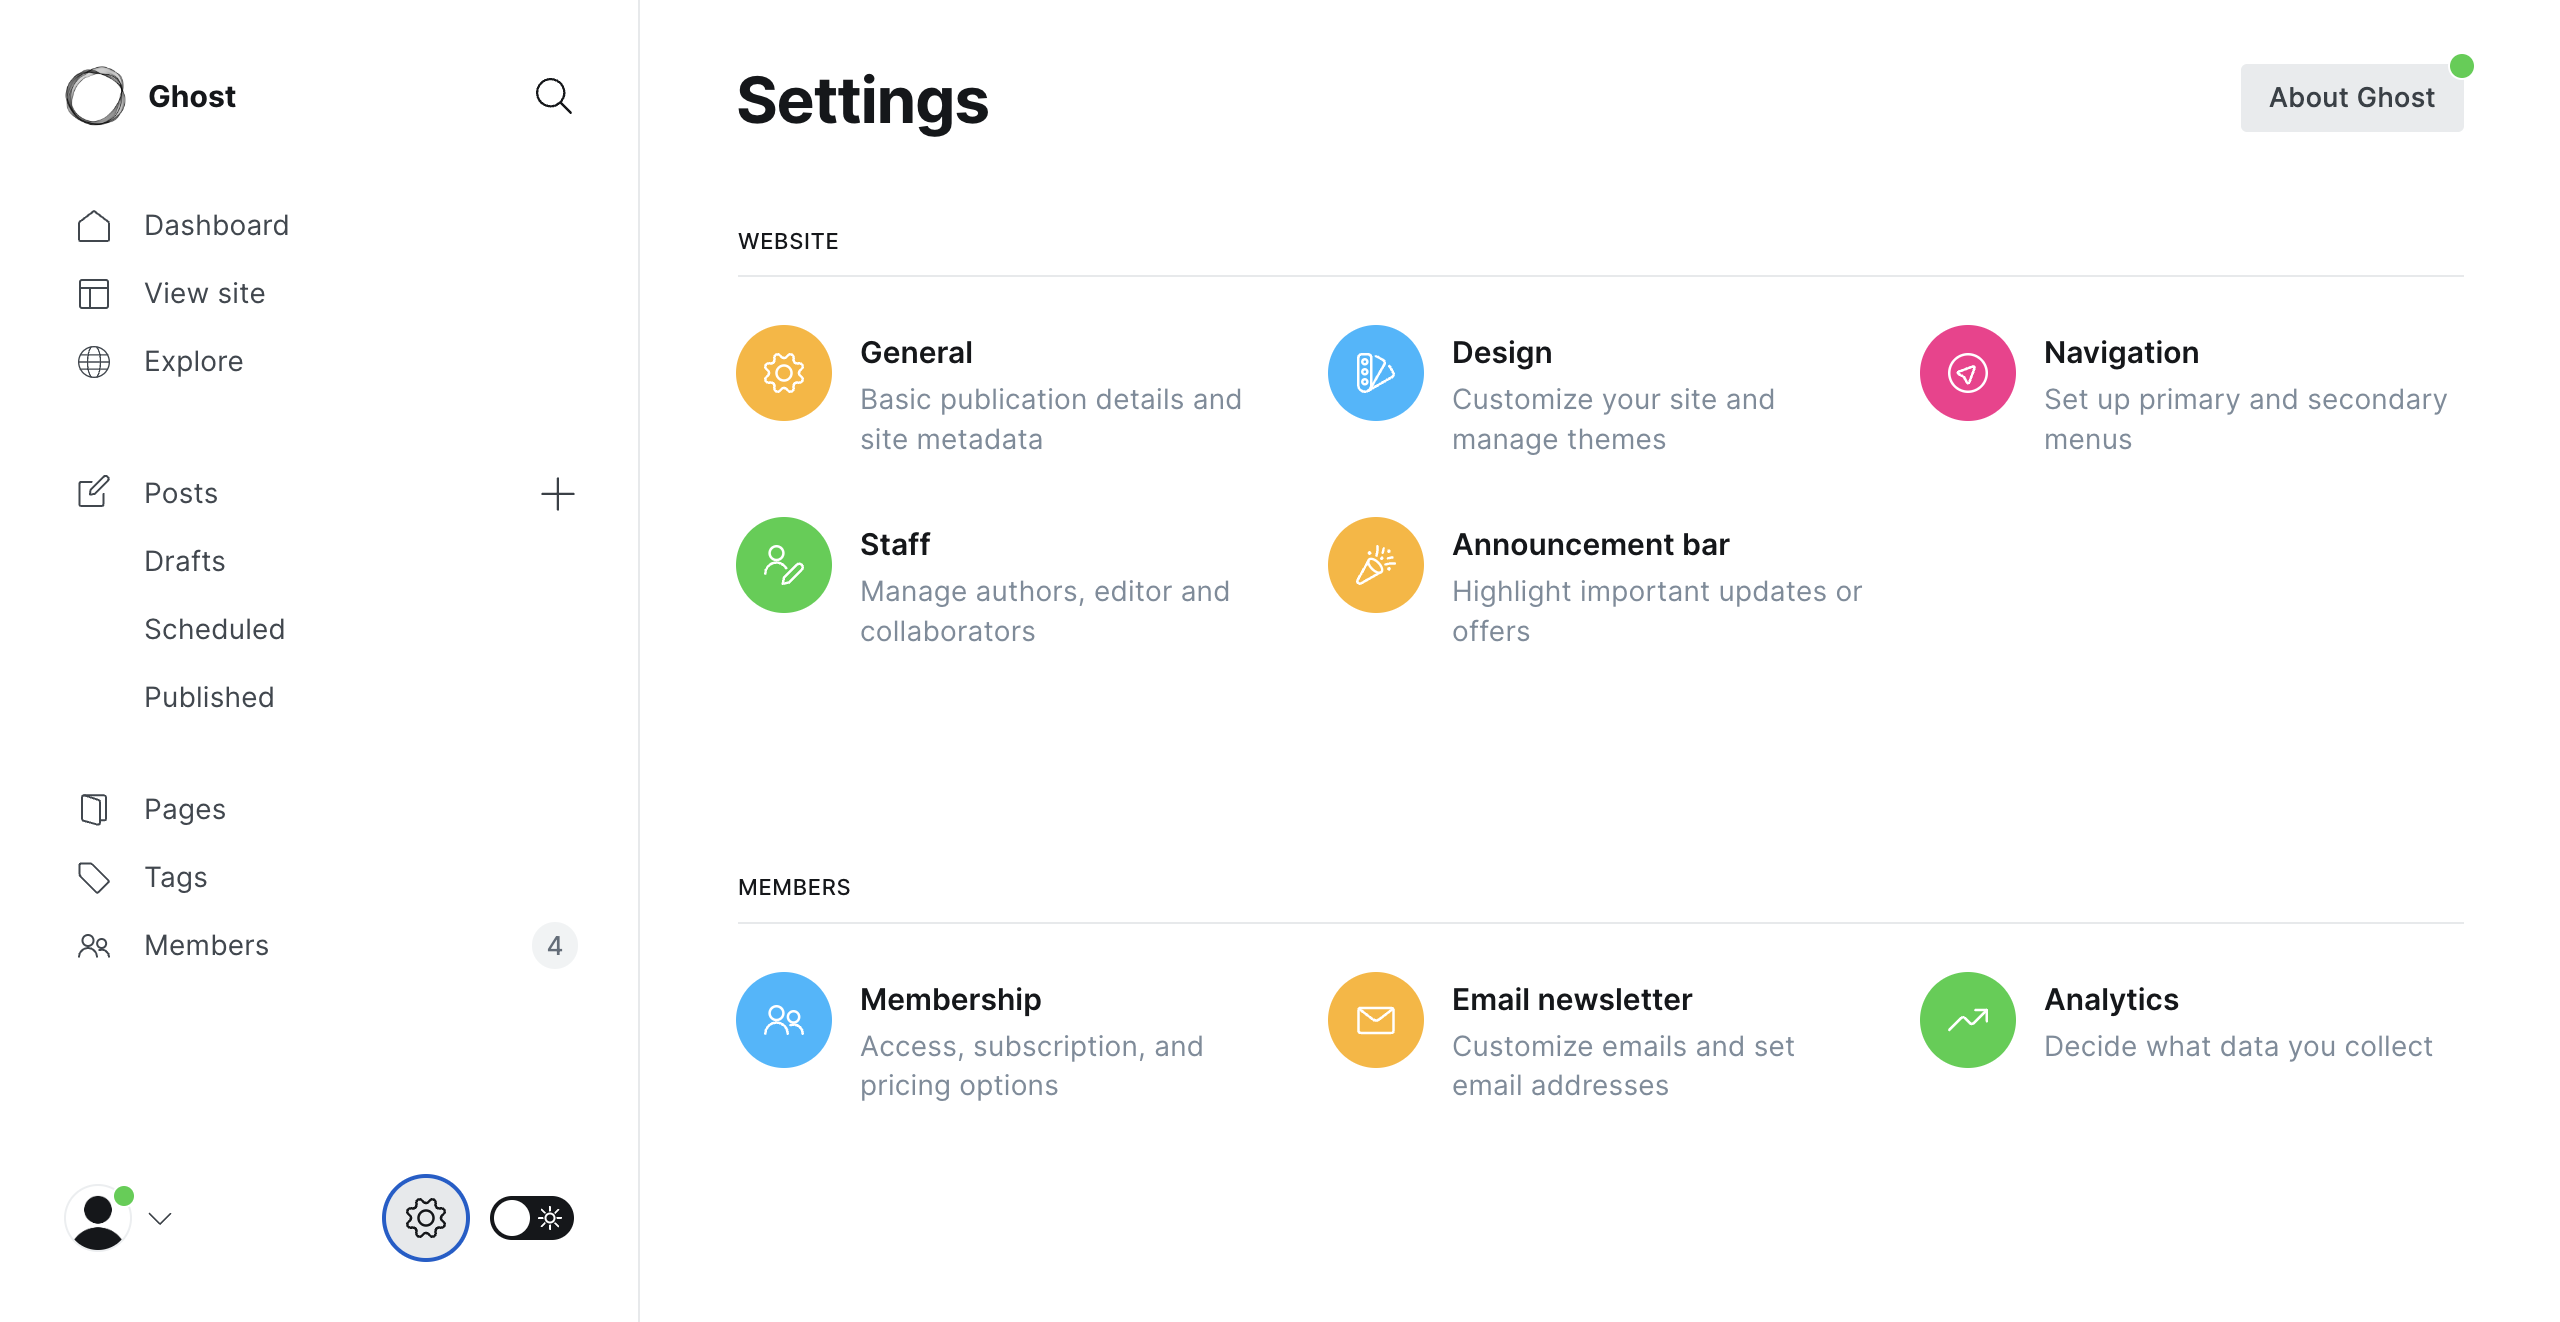 Ghost
Dashboard
View site
Explore
Posts
Drafts
Scheduled
Published
Pages
Tags
Members
4
Settings
About Ghost
WEBSITE
General
Basic publication details and
site metadata
Design
Customize your site and
manage themes
Navigation
Set up primary and secondary
menus
Staff
Manage authors, editor and
collaborators
Announcement bar
Highlight important updates or
offers
MEMBERS
Membership
Access, subscription, and
pricing options
Email newsletter
Customize emails and set
email addresses
Analytics
Decide what data you collect